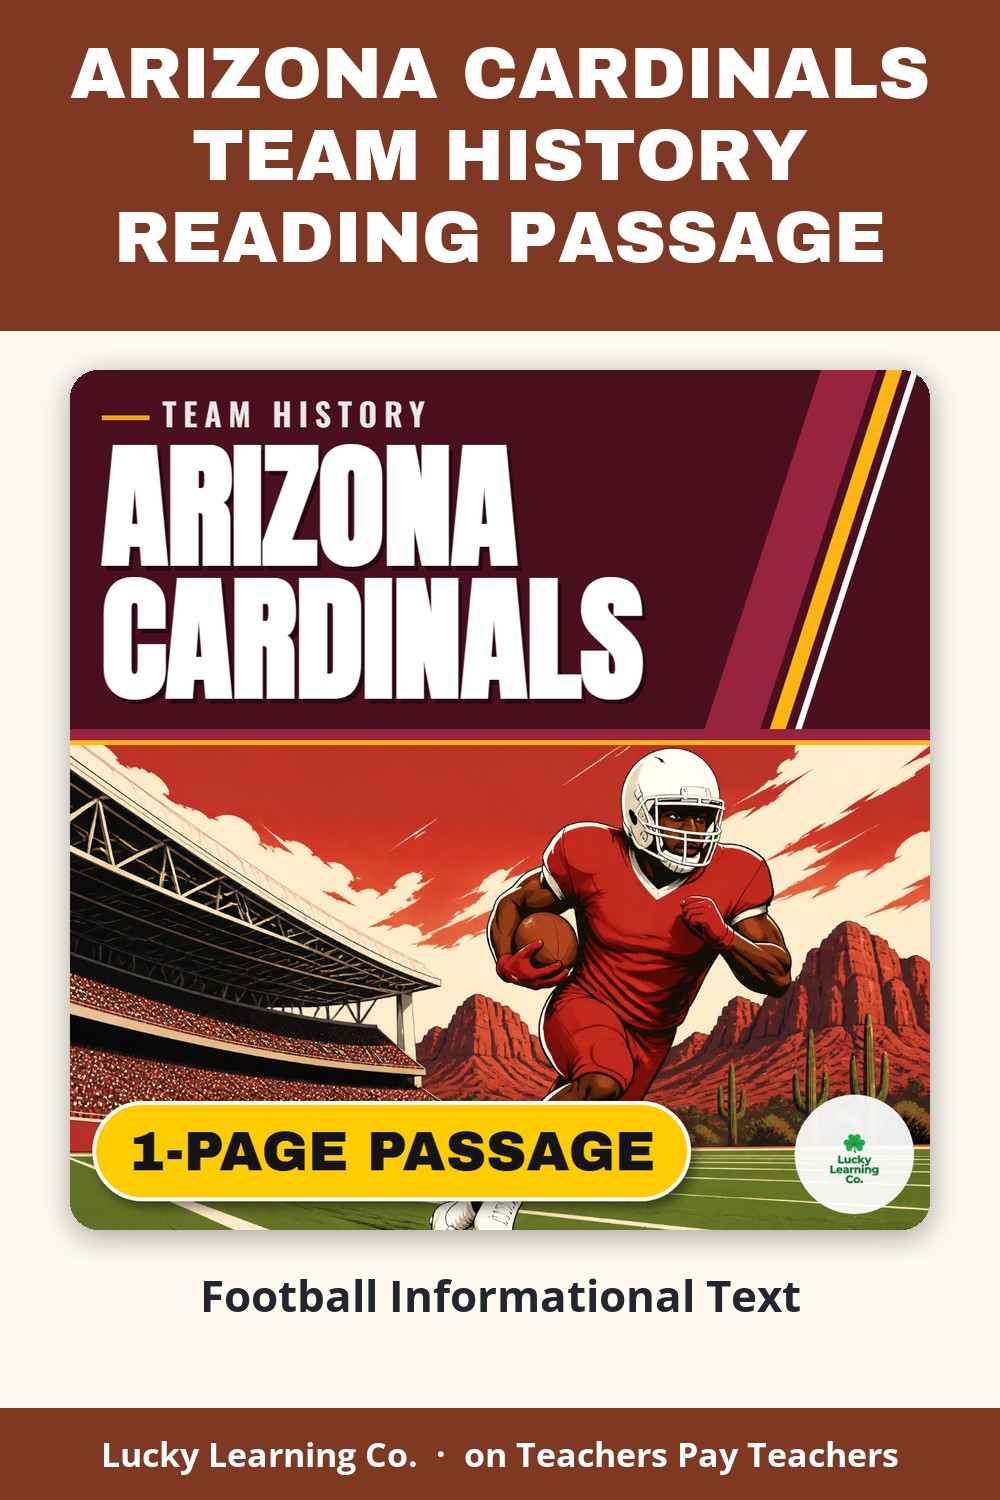 ARIZONA CARDINALS
TEAM HISTORY
READING PASSAGE
TEAM HISTORY
ARIZONA
CARDINALS
1-PAGE PASSAGE
Lucky
Learning
Co.
Football Informational Text
Lucky Learning Co. · on Teachers Pay Teachers